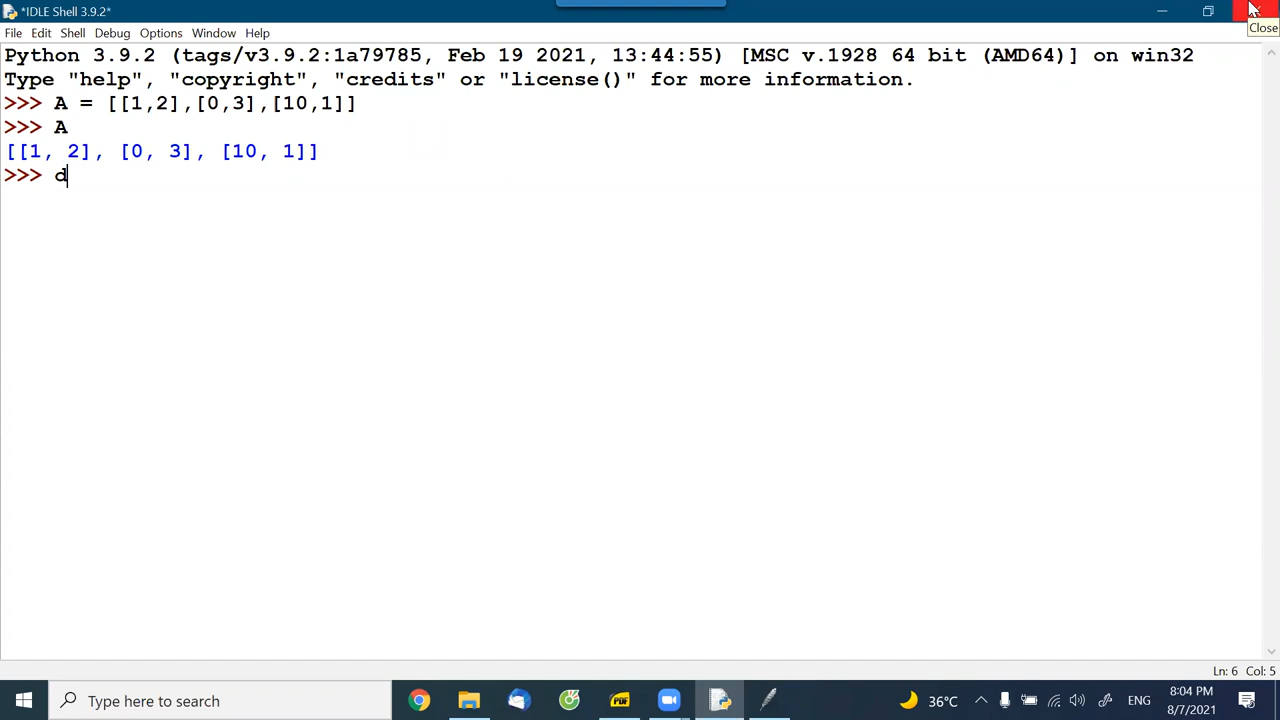 *IDLE Shell 3.9.2*
Close
File Edit Shell Debug Options Window Help
Python 3.9.2 (tags/v3.9.2:1a79785, Feb 19 2021, 13:44:55) [MSC v.1928 64 bit (AMD64)] on win32
Type "help", "copyright", "credits" or "license()" for more information.
>>> A = [[1,2],[0,3],[10,1]]
>>> A
[[1, 2], [0, 3], [10, 1]]
>>> d
Ln: 6 Col: 5
Type here to search
PDF
36°C
ENG
8:04 PM
8/7/2021